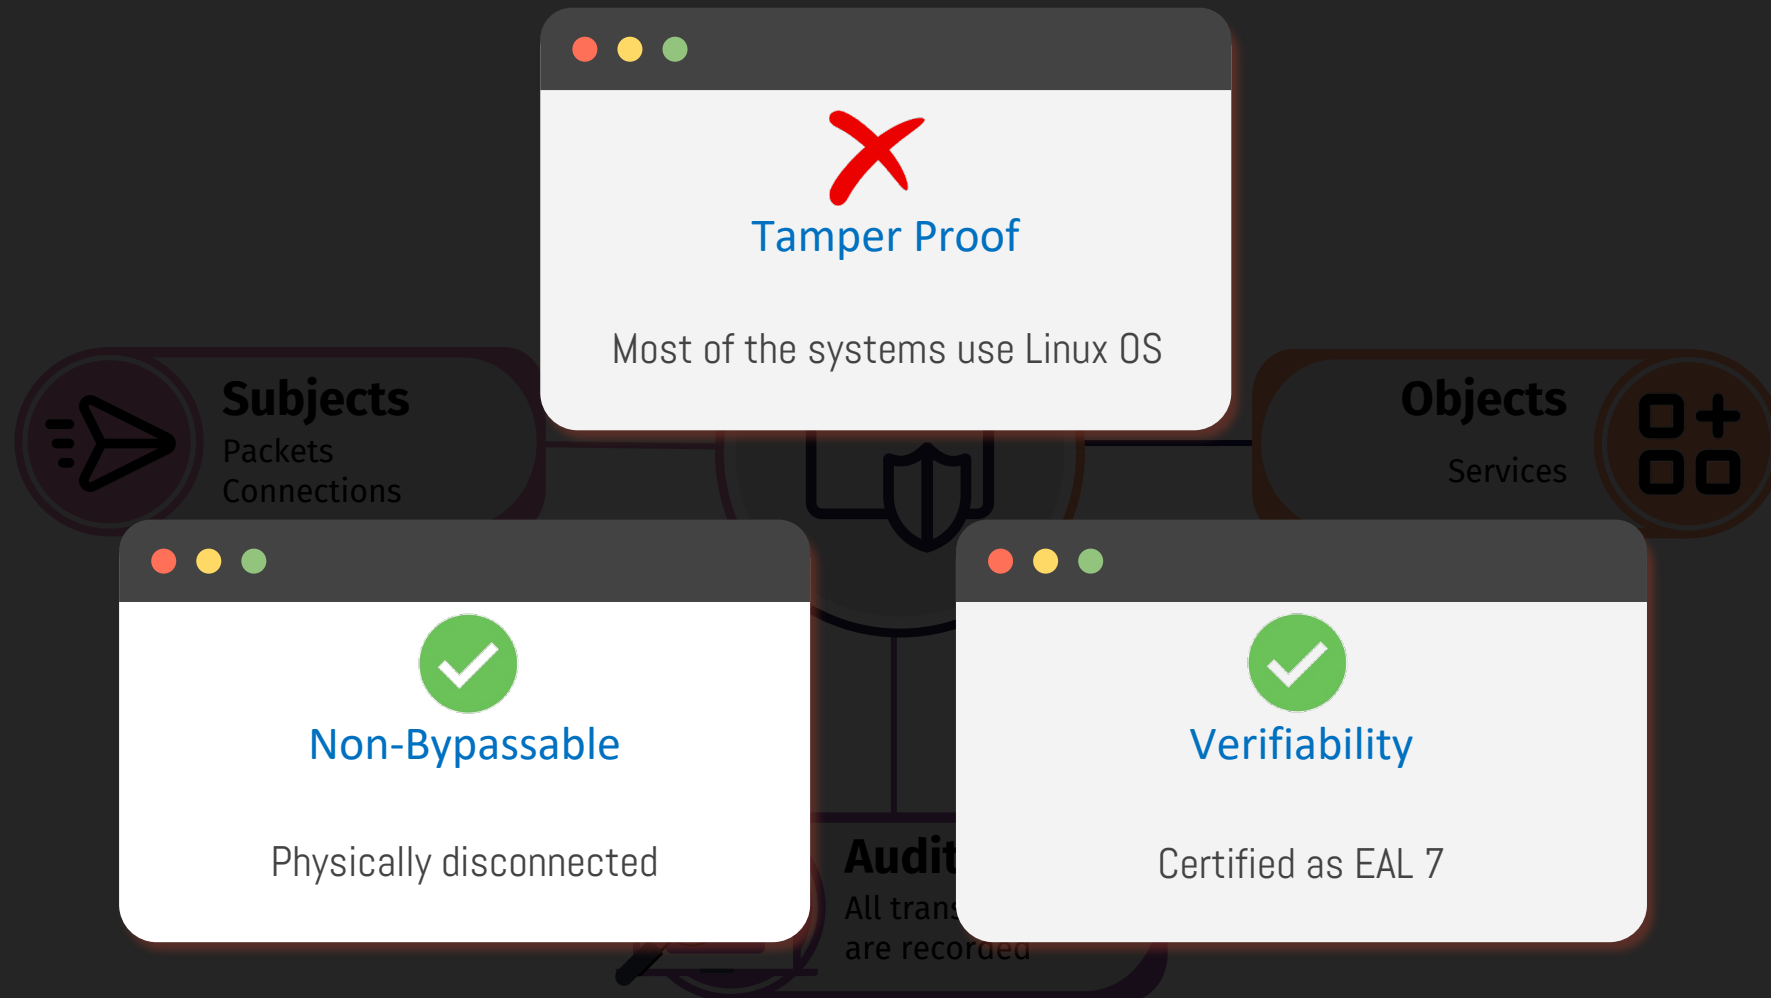 Tamper Proof
Most of the systems use Linux OS
Subjects
Packets
Connections
Objects
Services
Non-Bypassable
Physically disconnected
Verifiability
Certified as EAL 7
Audit
All
are recorded